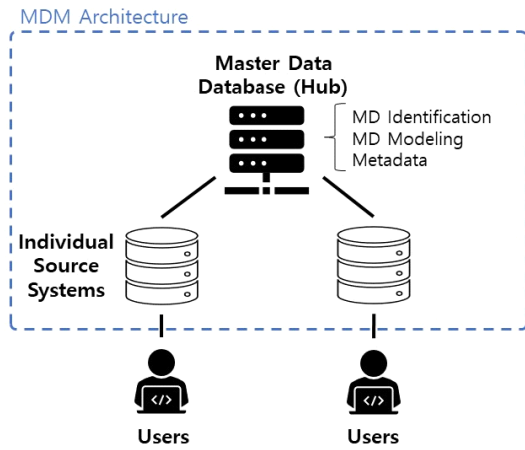 MDM Architecture
Master Data
Database (Hub)
MD Identification
MD Modeling
Metadata
Individual
Source
Systems
</>
</>
Users
Users